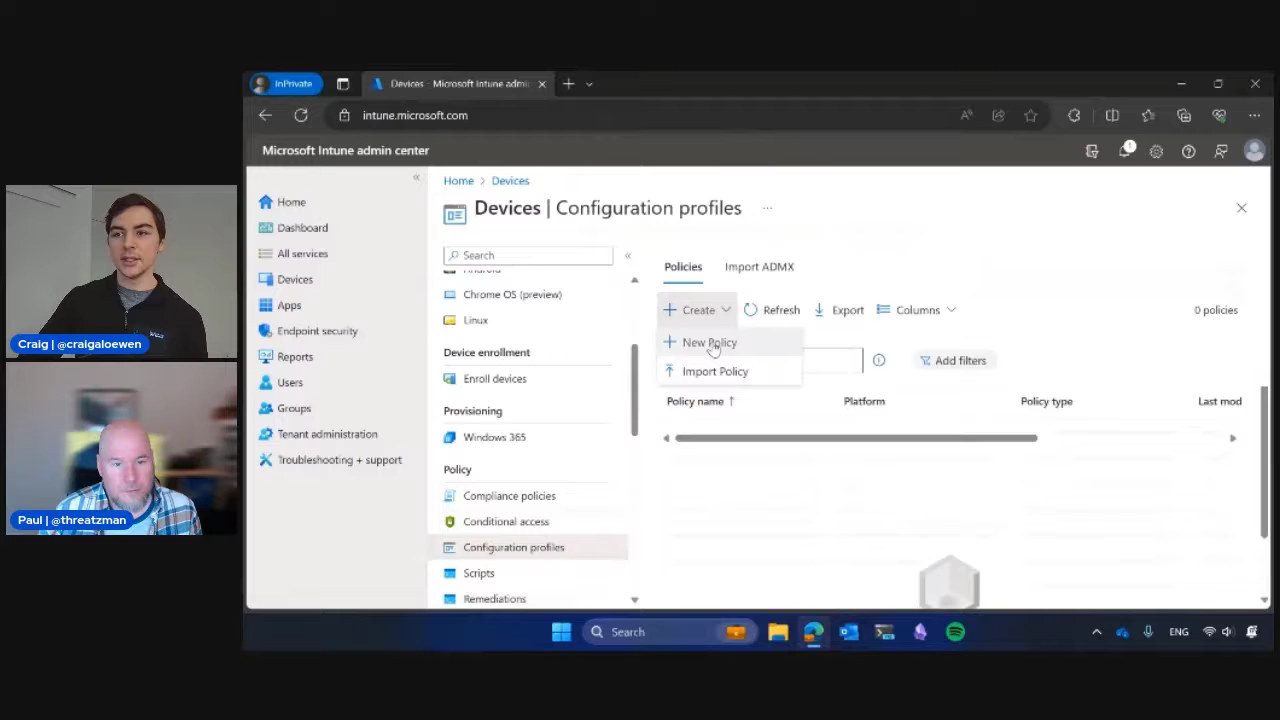 InPrivate
Devices - Microsoft Intune admin
intune.microsoft.com
Microsoft Intune admin center
1
Home
Dashboard
All services
Devices
Apps
Endpoint security
Reports
Users
Groups
Tenant administration
Troubleshooting + support
Craig | @craigaloewen
Paul | @threatzman
Home > Devices
Devices | Configuration profiles
Search
Android
Chrome OS (preview)
Linux
Device enrollment
Enroll devices
Provisioning
Windows 365
Policy
Compliance policies
Conditional access
Configuration profiles
Scripts
Remediations
Policies Import ADMX
Create Refresh Export Columns 0 policies
New Policy
Import Policy
Add filters
Policy name ↑ Platform Policy type Last mod
Search
ENG